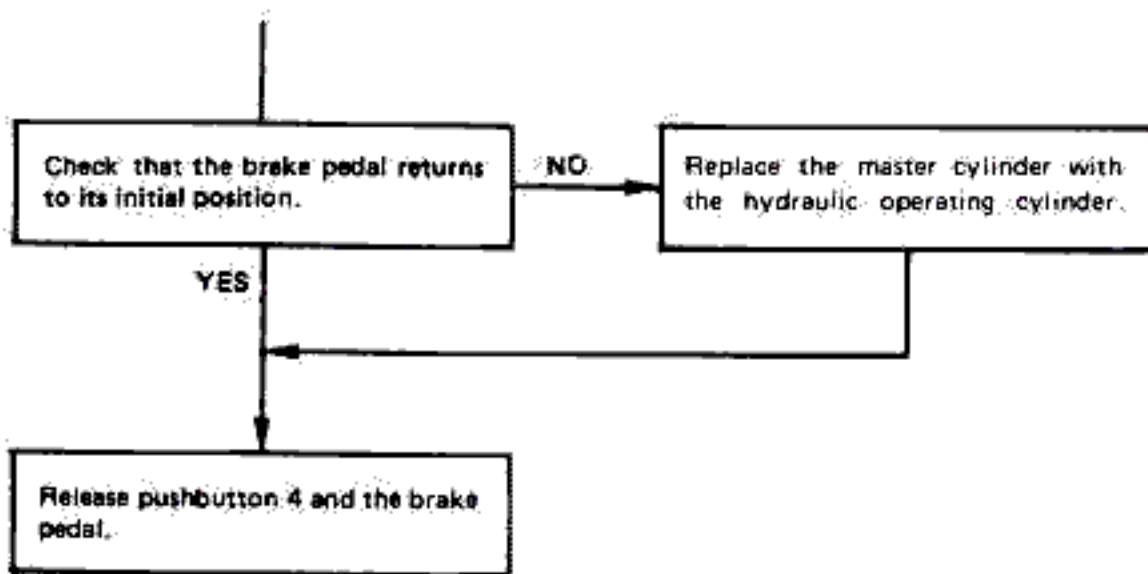 Check that the brake pedal returns
to its initial position.
NO
Replace the master cylinder with
the hydraulic operating cylinder.
YES
Release pushbutton 4 and the brake
pedal.